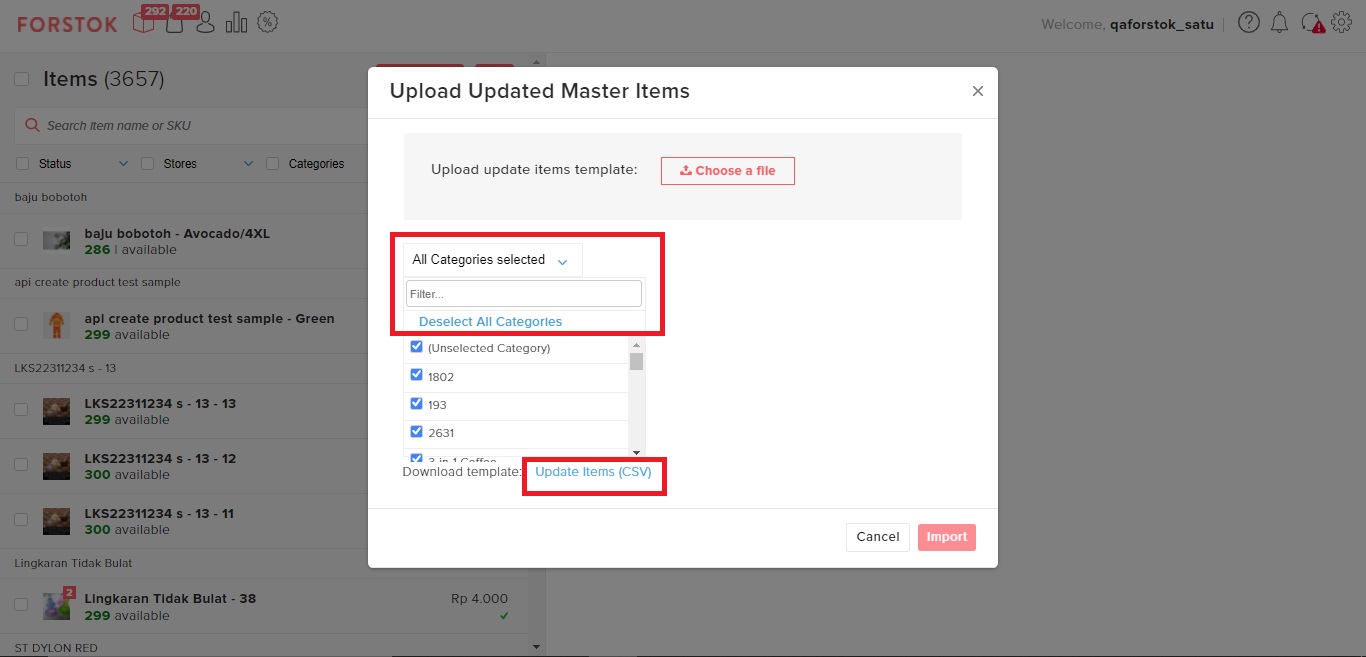 FORSTOK
292 220
Welcome, qaforstok_satu
Items (3657)
Search item name or SKU
Status
Stores
Categories
baju bobotoh
baju bobotoh - Avocado/4XL
286 | available
api create product test sample
api create product test sample - Green
299 available
LKS22311234 s - 13
LKS22311234 s - 13 - 13
299 available
LKS22311234 s - 13 - 12
300 available
LKS22311234 s - 13 - 11
300 available
Lingkaran Tidak Bulat
2
Lingkaran Tidak Bulat - 38
Rp 4.000
299 available
ST DYLON RED
Upload Updated Master Items
Upload update items template:
Choose a file
All Categories selected
Filter...
Deselect All Categories
(Unselected Category)
1802
193
2631
3 in 1 Coffee
Download template: Update Items (CSV)
Cancel
Import